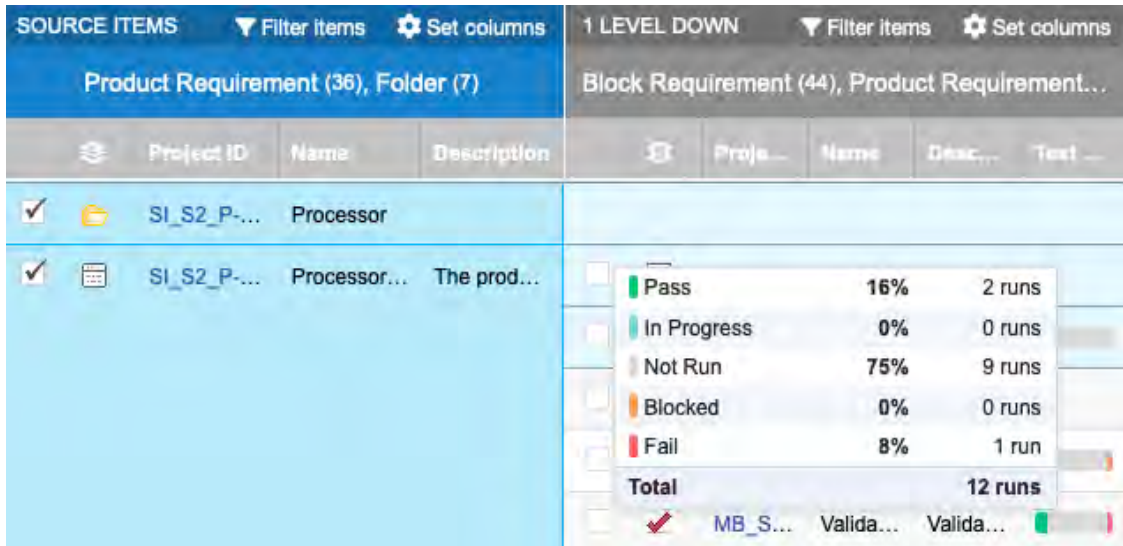 SOURCE ITEMS Filter items Set columns
Product Requirement (36), Folder (7)
Project ID Name Description
SI_S2_P-... Processor
SI_S2_P-... Processor... The prod...
1 LEVEL DOWN Filter items Set columns
Block Requirement (44), Product Requirement...
Proje... Name Desc... Test ...
Pass 16% 2 runs
In Progress 0% 0 runs
Not Run 75% 9 runs
Blocked 0% 0 runs
Fail 8% 1 run
Total 12 runs
MB_S... Valida... Valida...